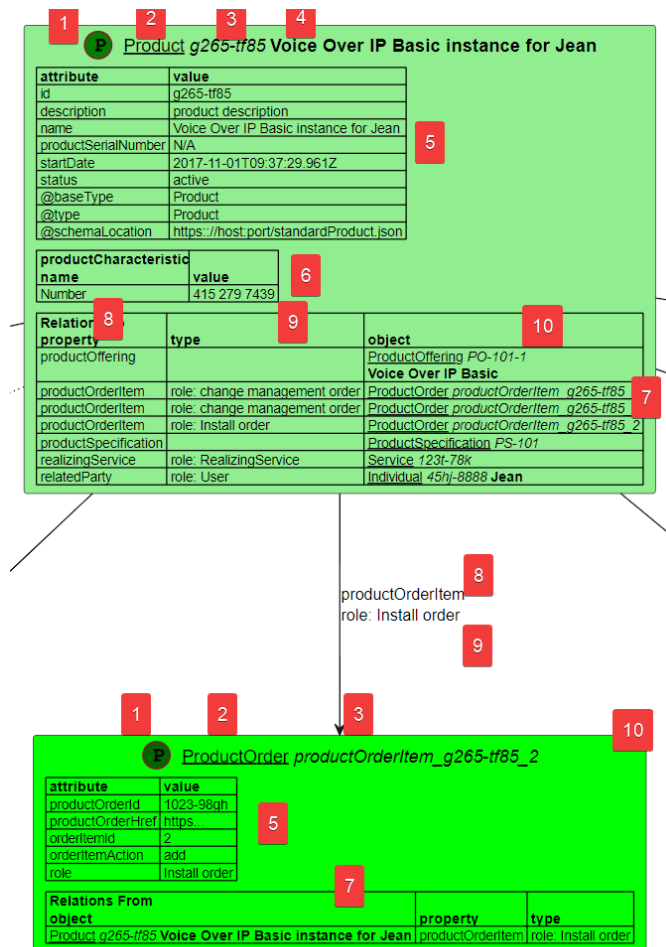 1 2 3 4
P Product g265-tf85 Voice Over IP Basic instance for Jean
attribute value
id g265-tf85
description product description
name Voice Over IP Basic instance for Jean
productSerialNumber N/A
5
startDate 2017-11-01T09:37:29.961Z
status active
@baseType Product
@type Product
@schemaLocation https://host:port/standardProduct.json
productCharacteristic
name value
6
Number 415 279 7439
8 9 10
property type object
productOffering ProductOffering PO-101-1
Voice Over IP Basic
7
productOrderItem role: change management order ProductOrder productOrderItem_g265-tf85
productOrderItem role: change management order ProductOrder productOrderItem_g265-tf85
productOrderItem role: Install order ProductOrder productOrderItem_g265-tf85_2
productSpecification ProductSpecification PS-101
realizingService role: RealizingService Service 123t-78k
relatedParty role: User Individual 45hj-8888 Jean
8
productOrderItem
role: Install order
9
1 2 3 10
P ProductOrder productOrderItem_g265-tf85_2
attribute value
productOrderId 1023-98gh
productOrderHref https...
5
orderItemId 2
orderItemAction add
role Install order
7
Relations From
object property type
Product g265-tf85 Voice Over IP Basic instance for Jean productOrderItem role: Install order